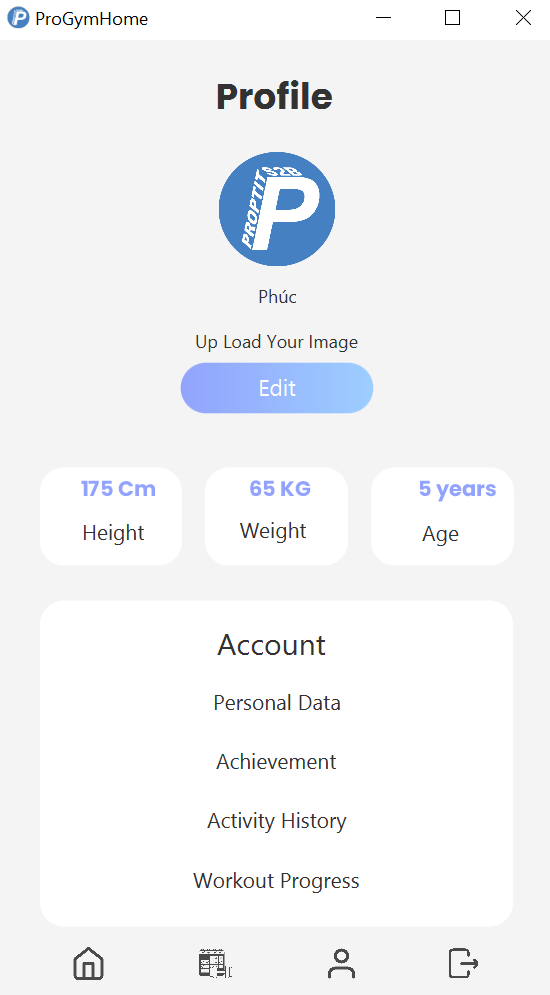 ProGymHome
Profile
PROPTIT
S2B
P
Phúc
Up Load Your Image
Edit
175 Cm
65 KG
5 years
Height
Weight
Age
Account
Personal Data
Achievement
Activity History
Workout Progress